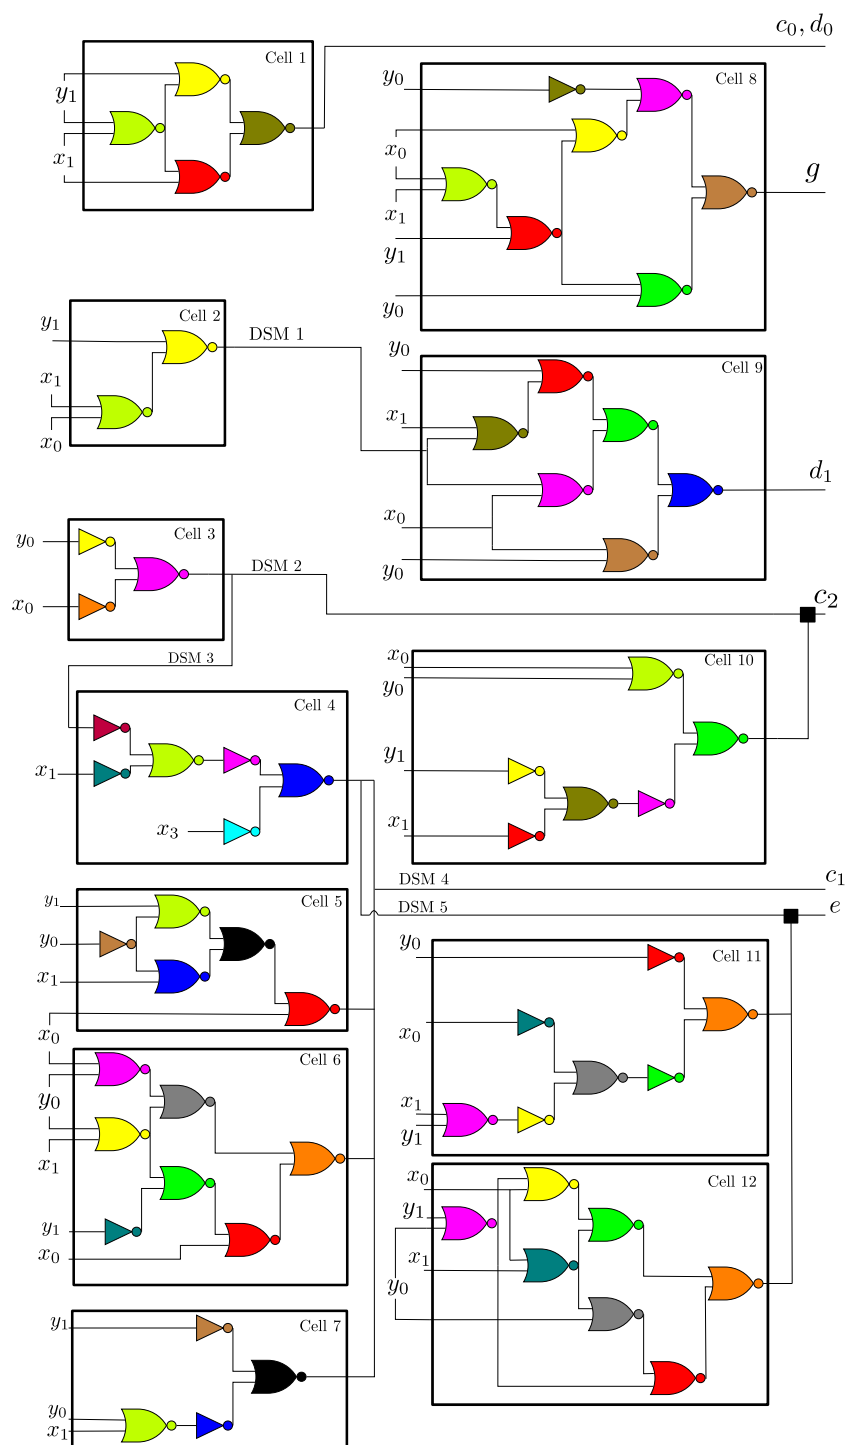 c₀, d₀
Cell 1
y₁
x₁
Cell 8
y₀
x₀
x₁
y₁
y₀
g
Cell 2
y₁
x₁
x₀
DSM 1
Cell 9
y₀
x₁
x₀
y₀
d₁
Cell 3
y₀
x₀
DSM 2
c₂
DSM 3
Cell 4
x₁
x₃
Cell 10
x₀
y₀
y₁
x₁
DSM 4
c₁
DSM 5
e
Cell 5
y₁
y₀
x₁
x₀
Cell 11
y₀
x₀
x₁
y₁
Cell 6
y₀
x₁
y₁
x₀
Cell 12
x₀
y₁
x₁
y₀
Cell 7
y₁
y₀
x₁